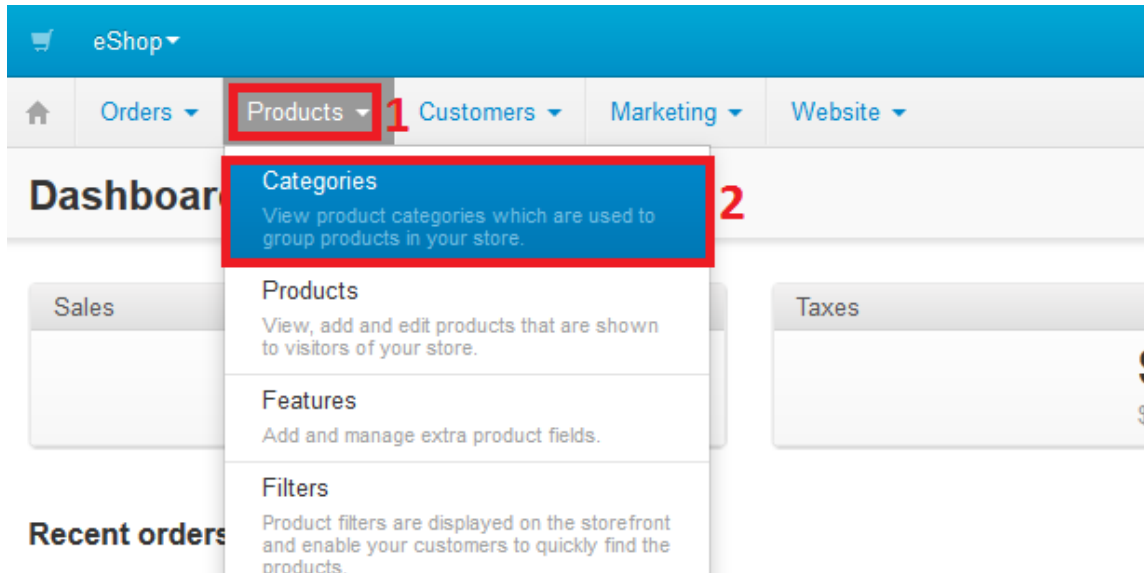 eShop
Orders Products 1 Customers Marketing Website
Dashboar
Categories
View product categories which are used to
group products in your store.
2
Sales
Taxes
Products
View, add and edit products that are shown
to visitors of your store.
Features
Add and manage extra product fields.
Filters
Product filters are displayed on the storefront
and enable your customers to quickly find the
products.
Recent orders